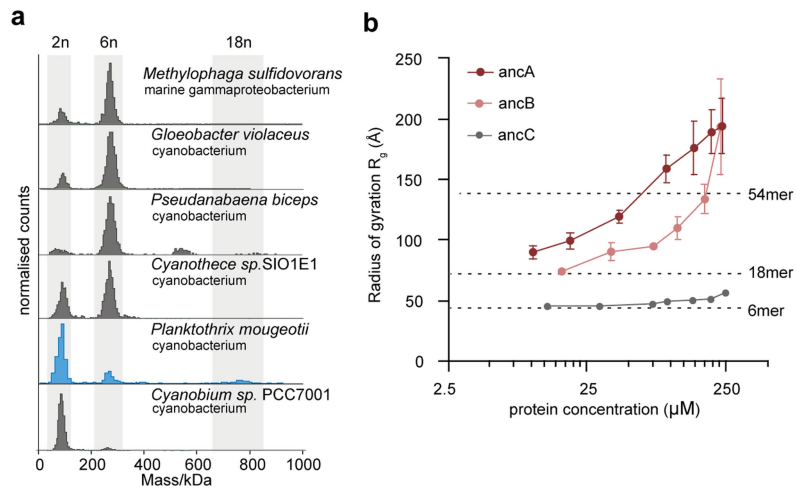 a
2n 6n 18n
Methylophaga sulfidovorans
marine gammaproteobacterium
Gloeobacter violaceus
cyanobacterium
Pseudanabaena biceps
cyanobacterium
Cyanothece sp.SIO1E1
cyanobacterium
Planktothrix mougeotii
cyanobacterium
Cyanobium sp. PCC7001
cyanobacterium
normalised counts
0 200 400 600 800 1000
Mass/kDa
b
250
200
150
100
50
0
Radius of gyration Rg (Å)
ancA
ancB
ancC
54mer
18mer
6mer
2.5 25 250
protein concentration (µM)